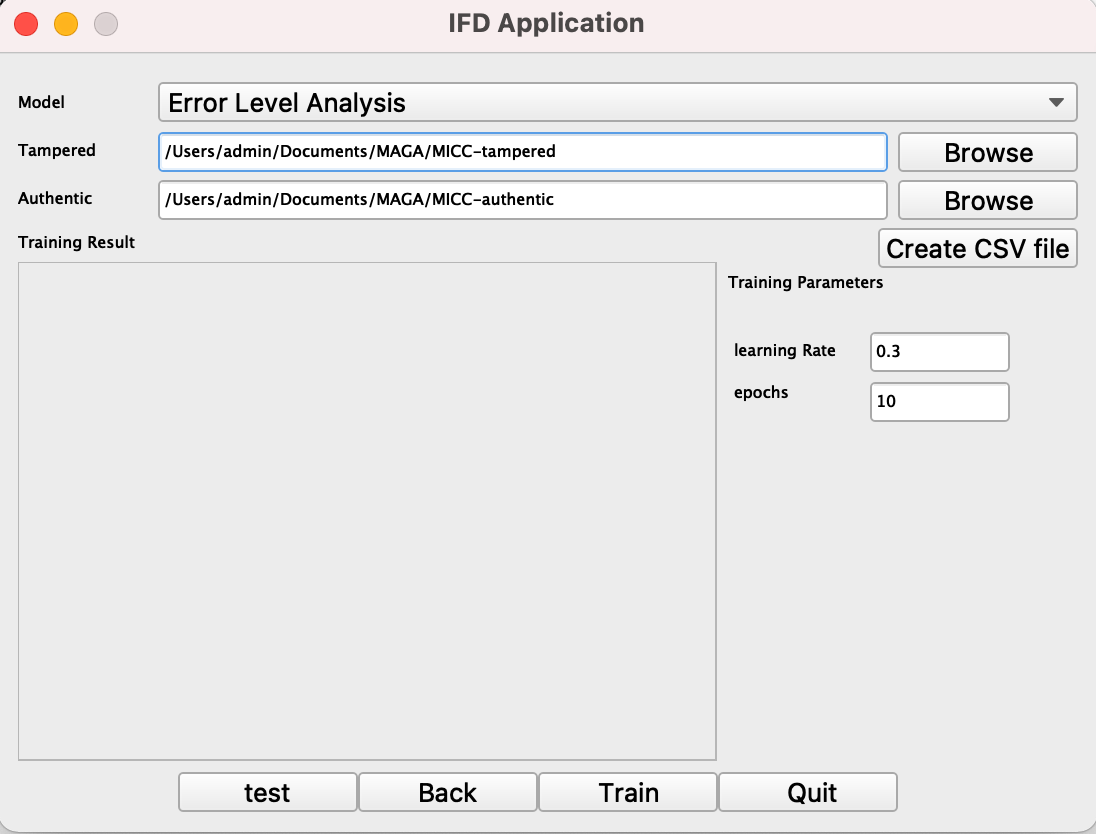 IFD Application
Model
Error Level Analysis
Tampered
/Users/admin/Documents/MAGA/MICC-tampered
Browse
Authentic
/Users/admin/Documents/MAGA/MICC-authentic
Browse
Training Result
Create CSV file
Training Parameters
learning Rate
0.3
epochs
10
test
Back
Train
Quit